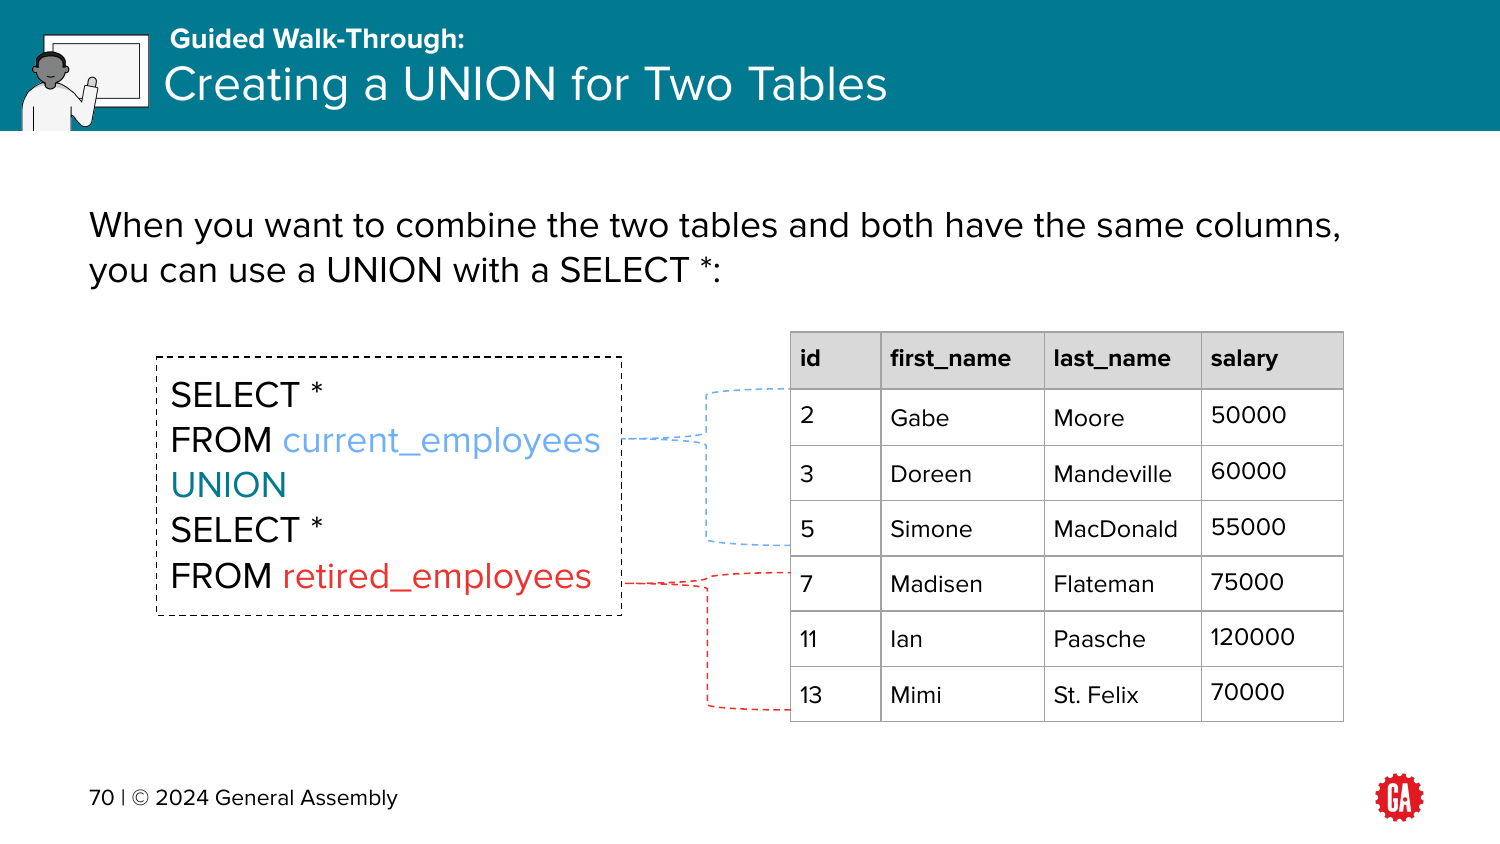 Guided Walk-Through:
Creating a UNION for Two Tables
When you want to combine the two tables and both have the same columns,
you can use a UNION with a SELECT *:
SELECT *
FROM current_employees
UNION
SELECT *
FROM retired_employees
id first_name last_name salary
2 Gabe Moore 50000
3 Doreen Mandeville 60000
5 Simone MacDonald 55000
7 Madisen Flateman 75000
11 Ian Paasche 120000
13 Mimi St. Felix 70000
70 | © 2024 General Assembly
GA